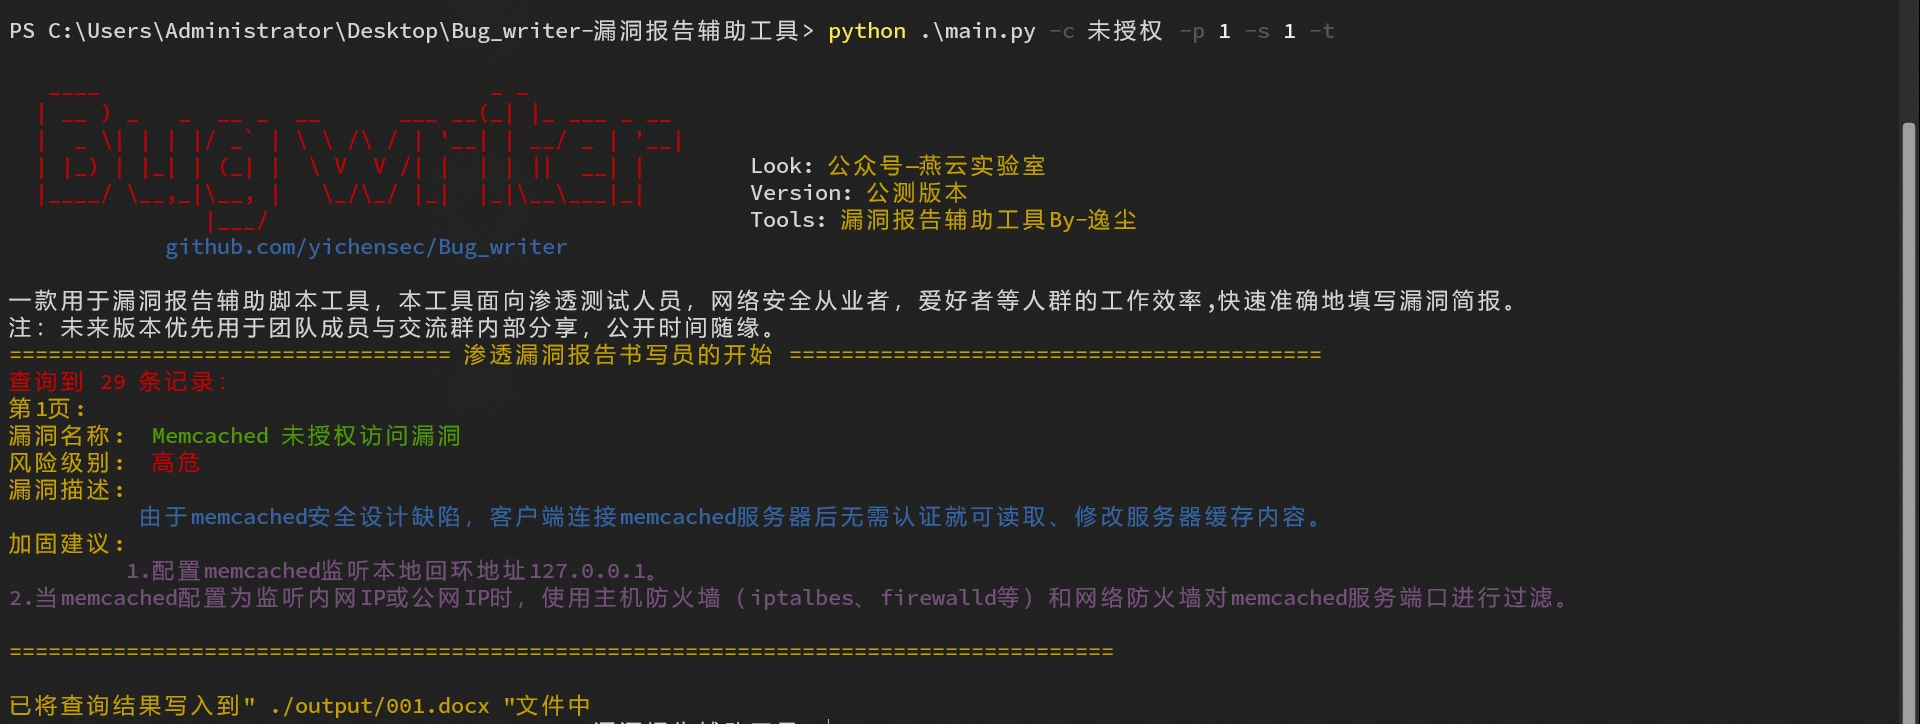 PS C:\Users\Administrator\Desktop\Bug_writer-漏洞报告辅助工具> python .\main.py -c 未授权 -p 1 -s 1 -t
Bug writer
Look: 公众号—燕云实验室
Version: 公测版本
Tools: 漏洞报告辅助工具By-逸尘
github.com/yichensec/Bug_writer
一款用于漏洞报告辅助脚本工具，本工具面向渗透测试人员，网络安全从业者，爱好者等人群的工作效率,快速准确地填写漏洞简报。
注：未来版本优先用于团队成员与交流群内部分享，公开时间随缘。
================================== 渗透漏洞报告书写员的开始 =========================================
查询到 29 条记录：
第1页：
漏洞名称： Memcached 未授权访问漏洞
风险级别： 高危
漏洞描述：
由于memcached安全设计缺陷，客户端连接memcached服务器后无需认证就可读取、修改服务器缓存内容。
加固建议：
1.配置memcached监听本地回环地址127.0.0.1。
2.当memcached配置为监听内网IP或公网IP时，使用主机防火墙（iptalbes、firewalld等）和网络防火墙对memcached服务端口进行过滤。
=====================================================================================
已将查询结果写入到" ./output/001.docx "文件中